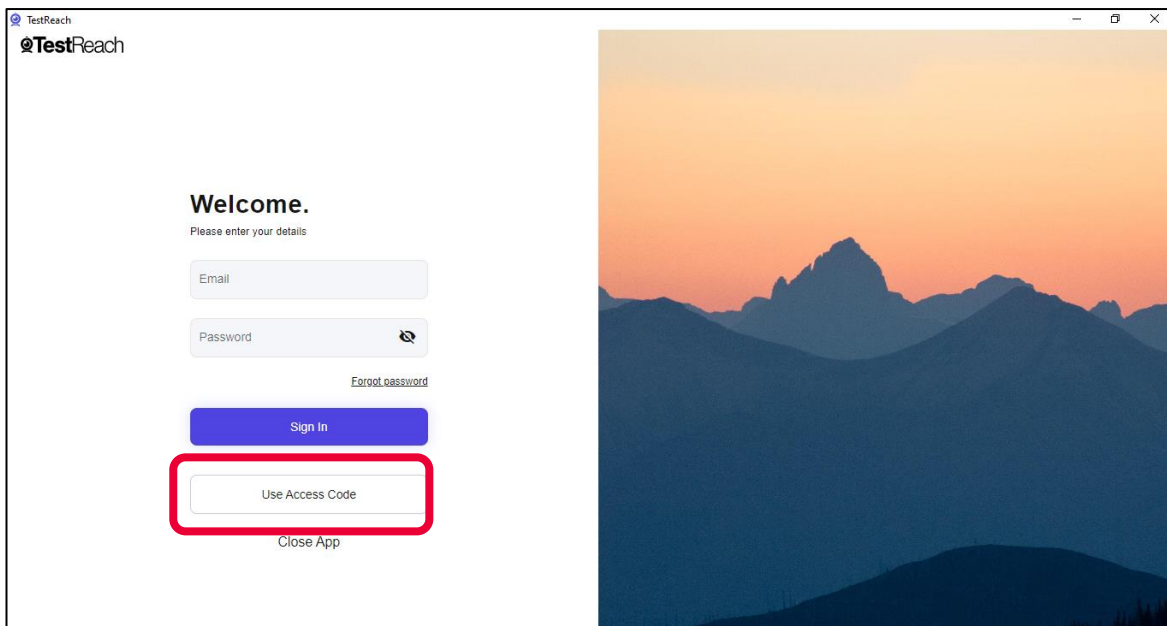 TestReach
TestReach
Welcome.
Please enter your details
Email
Password
Forgot password
Sign In
Use Access Code
Close App